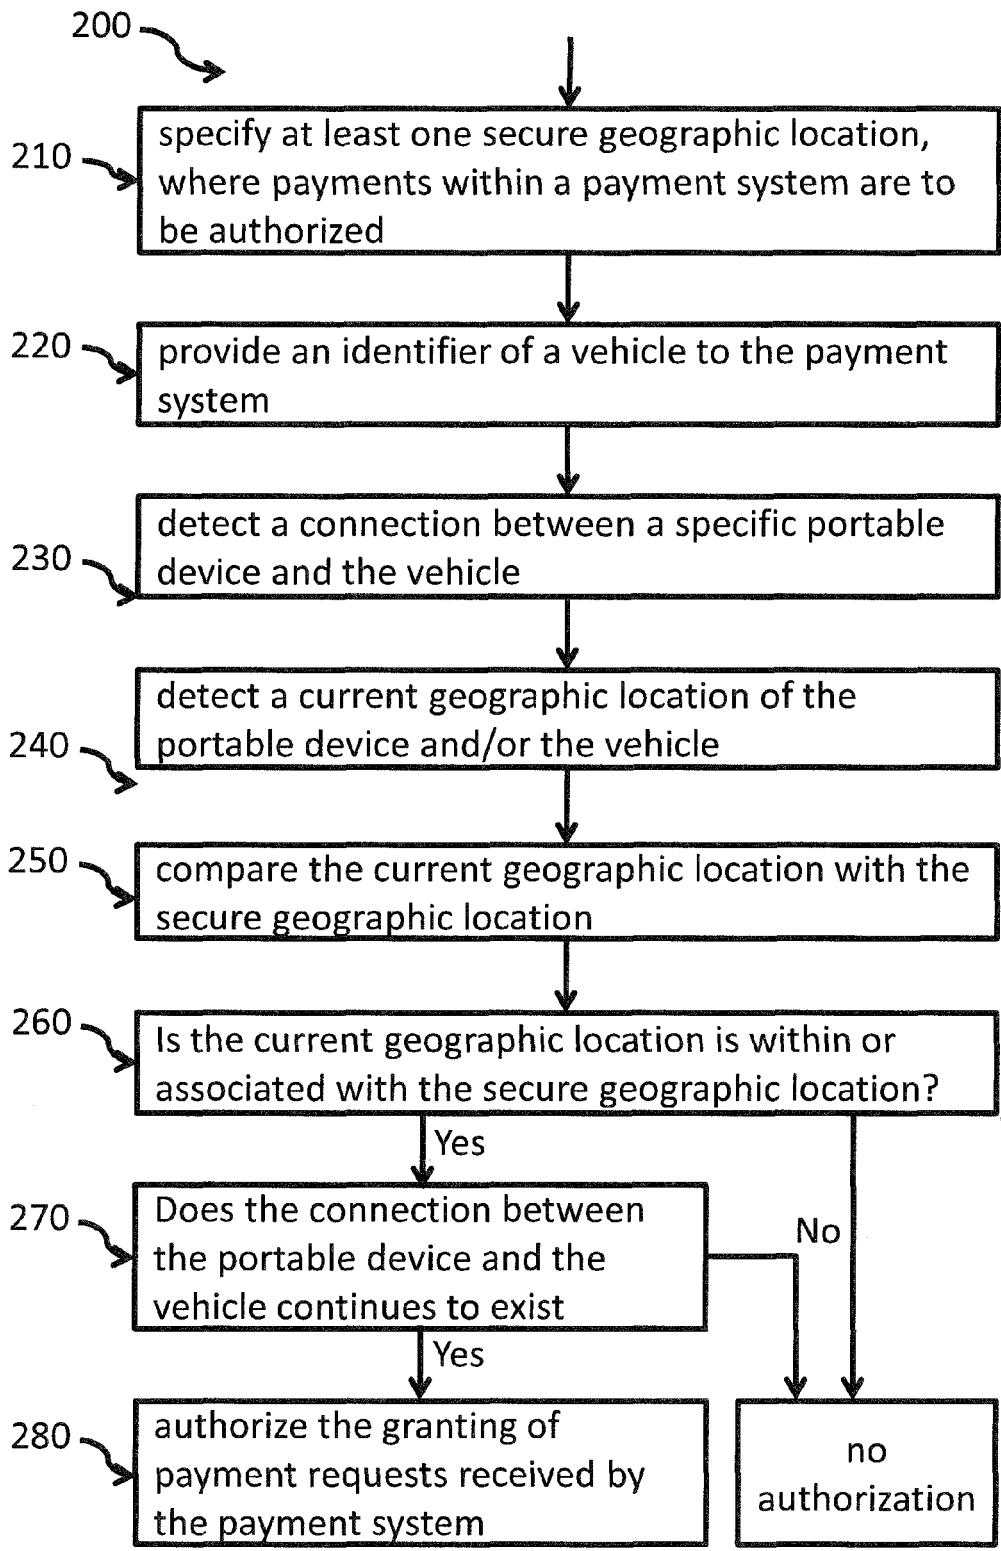 200
210
specify at least one secure geographic location,
where payments within a payment system are to
be authorized
220
provide an identifier of a vehicle to the payment
system
230
detect a connection between a specific portable
device and the vehicle
240
detect a current geographic location of the
portable device and/or the vehicle
250
compare the current geographic location with the
secure geographic location
260
Is the current geographic location is within or
associated with the secure geographic location?
Yes
No
270
Does the connection between
the portable device and the
vehicle continues to exist
Yes
280
authorize the granting of
payment requests received by
the payment system
no
authorization